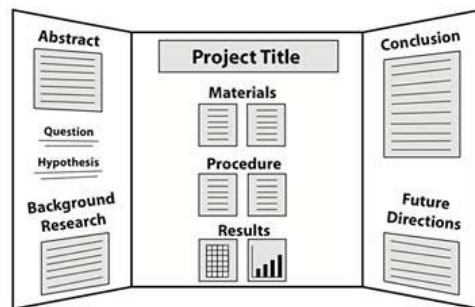 Abstract
Question
Hypothesis
Background
Research
Project Title
Materials
Procedure
Results
Conclusion
Future
Directions